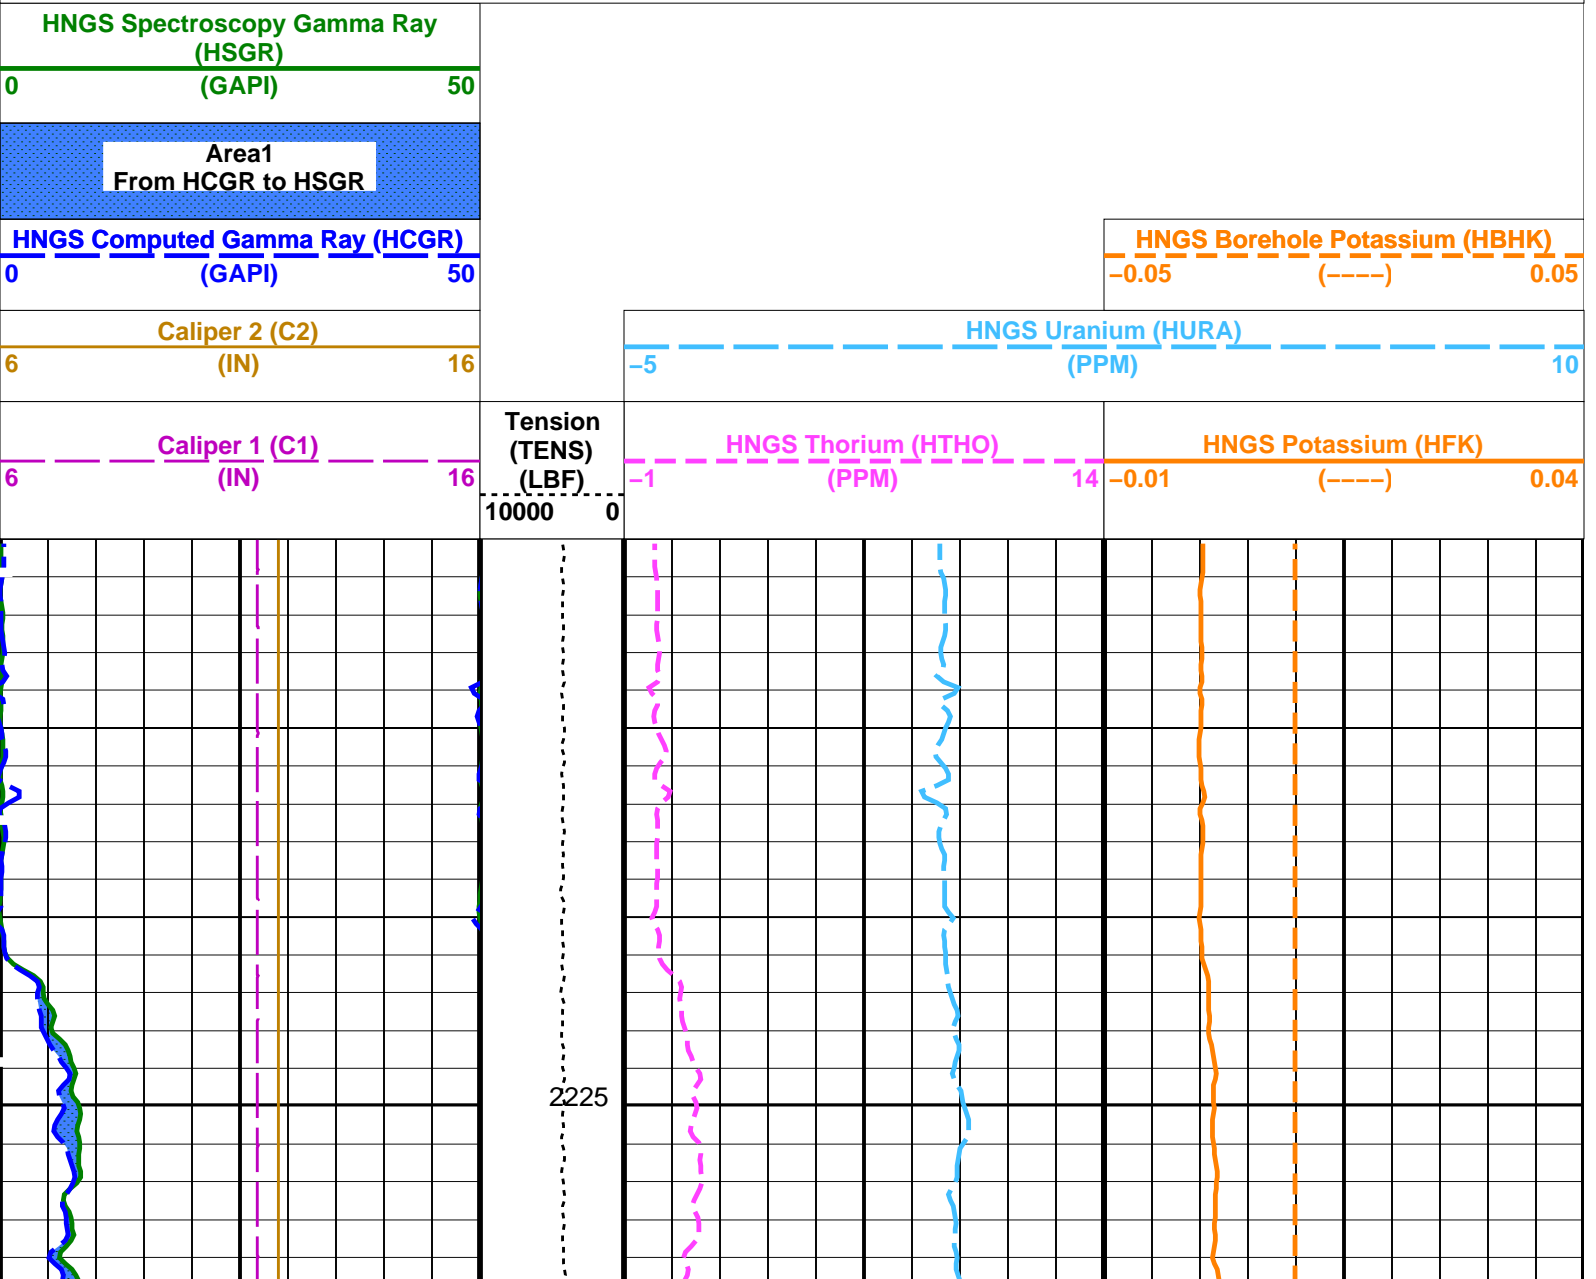 HNGS Spectroscopy Gamma Ray
(HSGR)
0 (GAPI) 50
Area1
From HCGR to HSGR
HNGS Computed Gamma Ray (HCGR)
0 (GAPI) 50
HNGS Borehole Potassium (HBHK)
−0.05 (−−−−) 0.05
Caliper 2 (C2)
6 (IN) 16
HNGS Uranium (HURA)
−5 (PPM) 10
Caliper 1 (C1)
6 (IN) 16
Tension
(TENS)
(LBF)
10000 0
HNGS Thorium (HTHO)
−1 (PPM) 14
HNGS Potassium (HFK)
−0.01 (−−−−) 0.04
2225